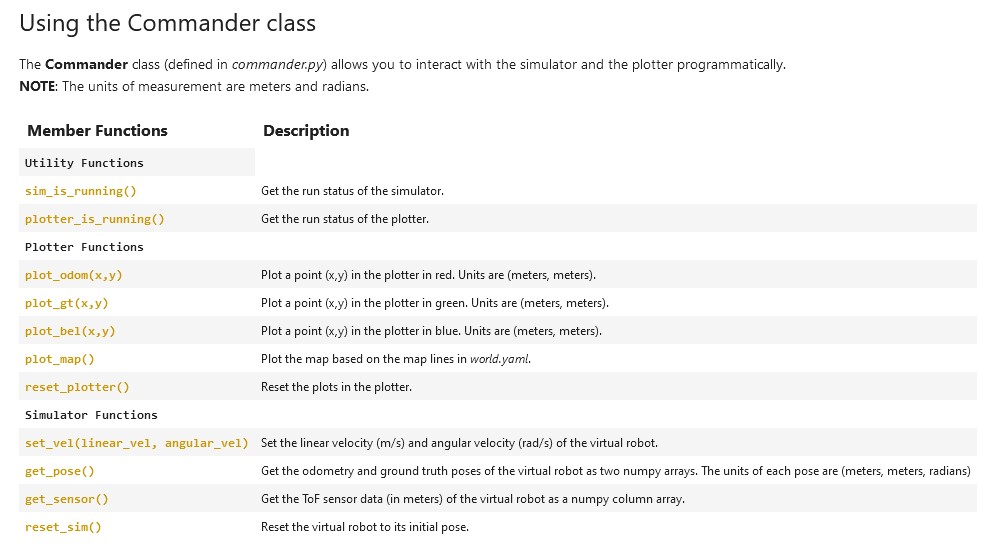 Using the Commander class
The Commander class (defined in commander.py) allows you to interact with the simulator and the plotter programmatically.
NOTE: The units of measurement are meters and radians.
Member Functions Description
Utility Functions
sim_is_running() Get the run status of the simulator.
plotter_is_running() Get the run status of the plotter.
Plotter Functions
plot_odom(x,y) Plot a point (x,y) in the plotter in red. Units are (meters, meters).
plot_gt(x,y) Plot a point (x,y) in the plotter in green. Units are (meters, meters).
plot_bel(x,y) Plot a point (x,y) in the plotter in blue. Units are (meters, meters).
plot_map() Plot the map based on the map lines in world.yaml.
reset_plotter() Reset the plots in the plotter.
Simulator Functions
set_vel(linear_vel, angular_vel) Set the linear velocity (m/s) and angular velocity (rad/s) of the virtual robot.
get_pose() Get the odometry and ground truth poses of the virtual robot as two numpy arrays. The units of each pose are (meters, meters, radians)
get_sensor() Get the ToF sensor data (in meters) of the virtual robot as a numpy column array.
reset_sim() Reset the virtual robot to its initial pose.